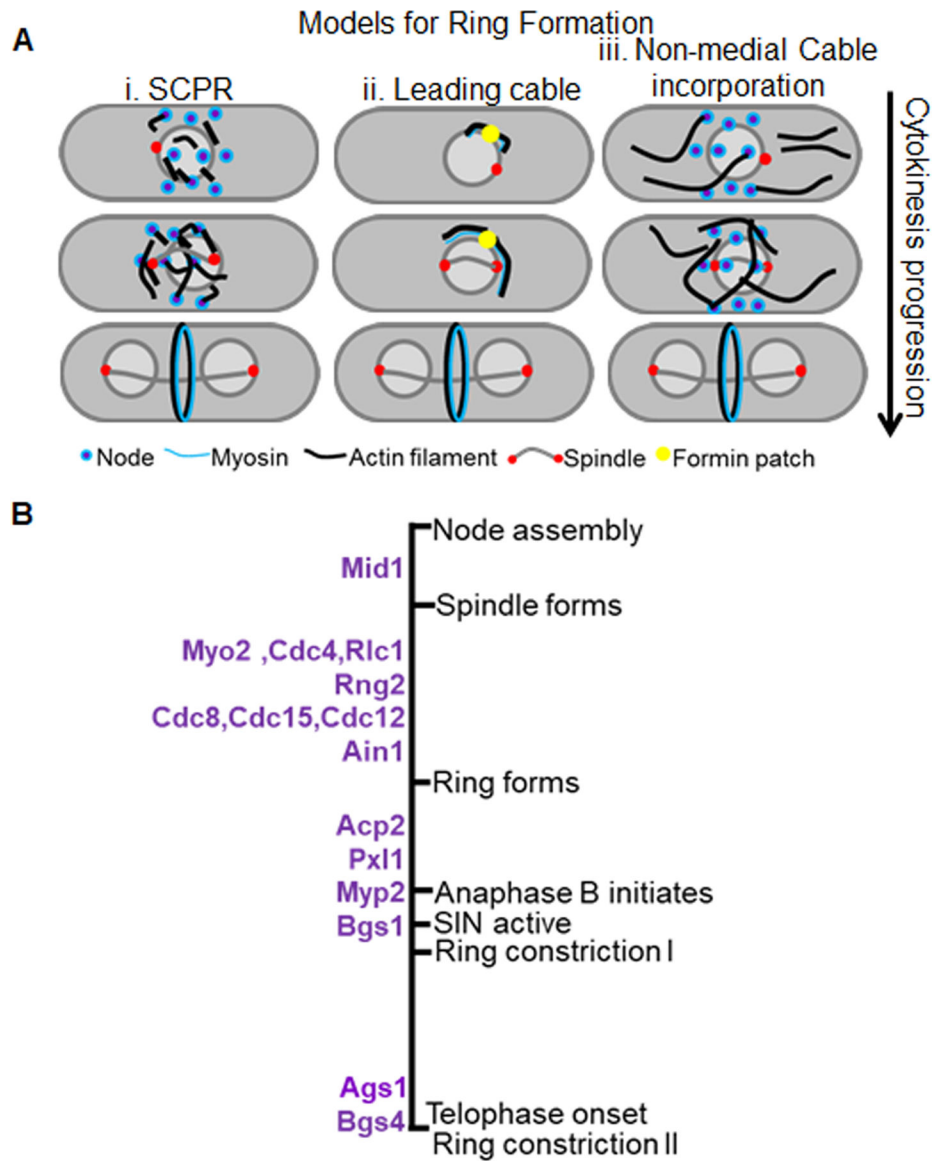 Models for Ring Formation
A
i. SCPR
ii. Leading cable
iii. Non-medial Cable
incorporation
Cytokinesis progression
Node
Myosin
Actin filament
Spindle
Formin patch
B
Node assembly
Mid1
Spindle forms
Myo2 ,Cdc4,Rlc1
Rng2
Cdc8,Cdc15,Cdc12
Ain1
Ring forms
Acp2
Pxl1
Myp2
Anaphase B initiates
Bgs1
SIN active
Ring constriction I
Ags1
Bgs4
Telophase onset
Ring constriction II